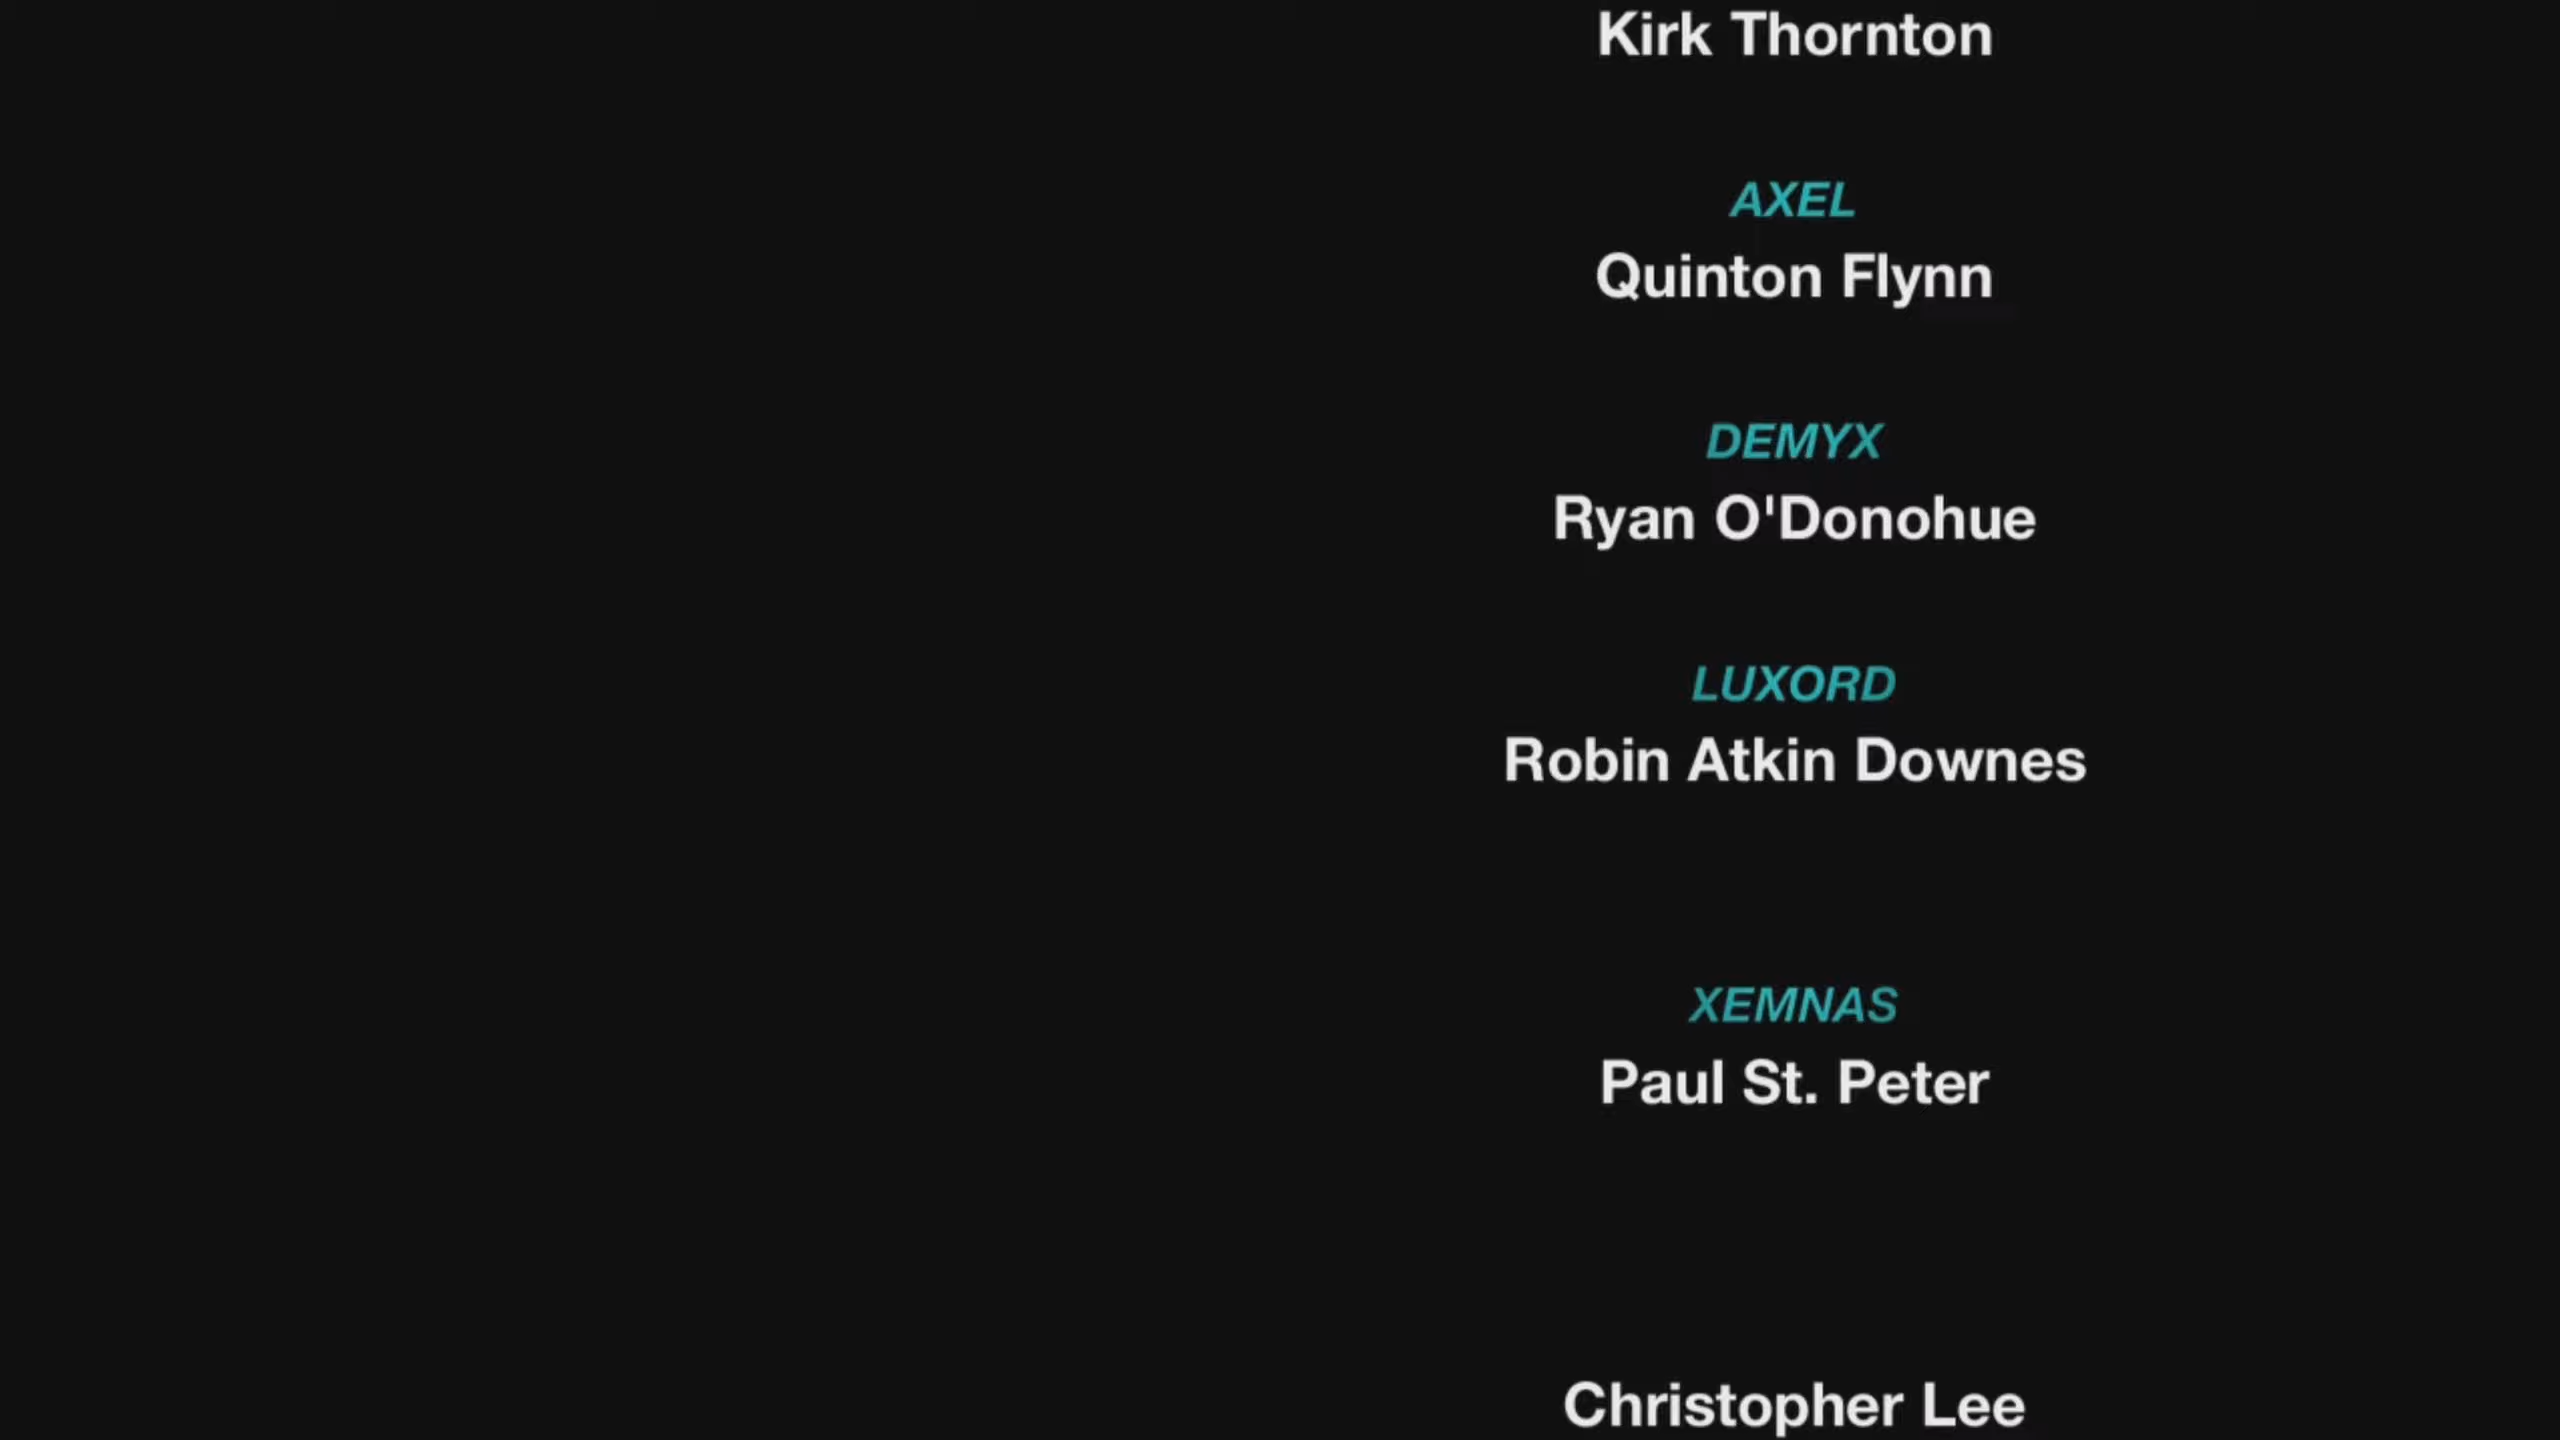 Kirk Thornton
AXEL
Quinton Flynn
DEMYX
Ryan O'Donohue
LUXORD
Robin Atkin Downes
XEMNAS
Paul St. Peter
Christopher Lee